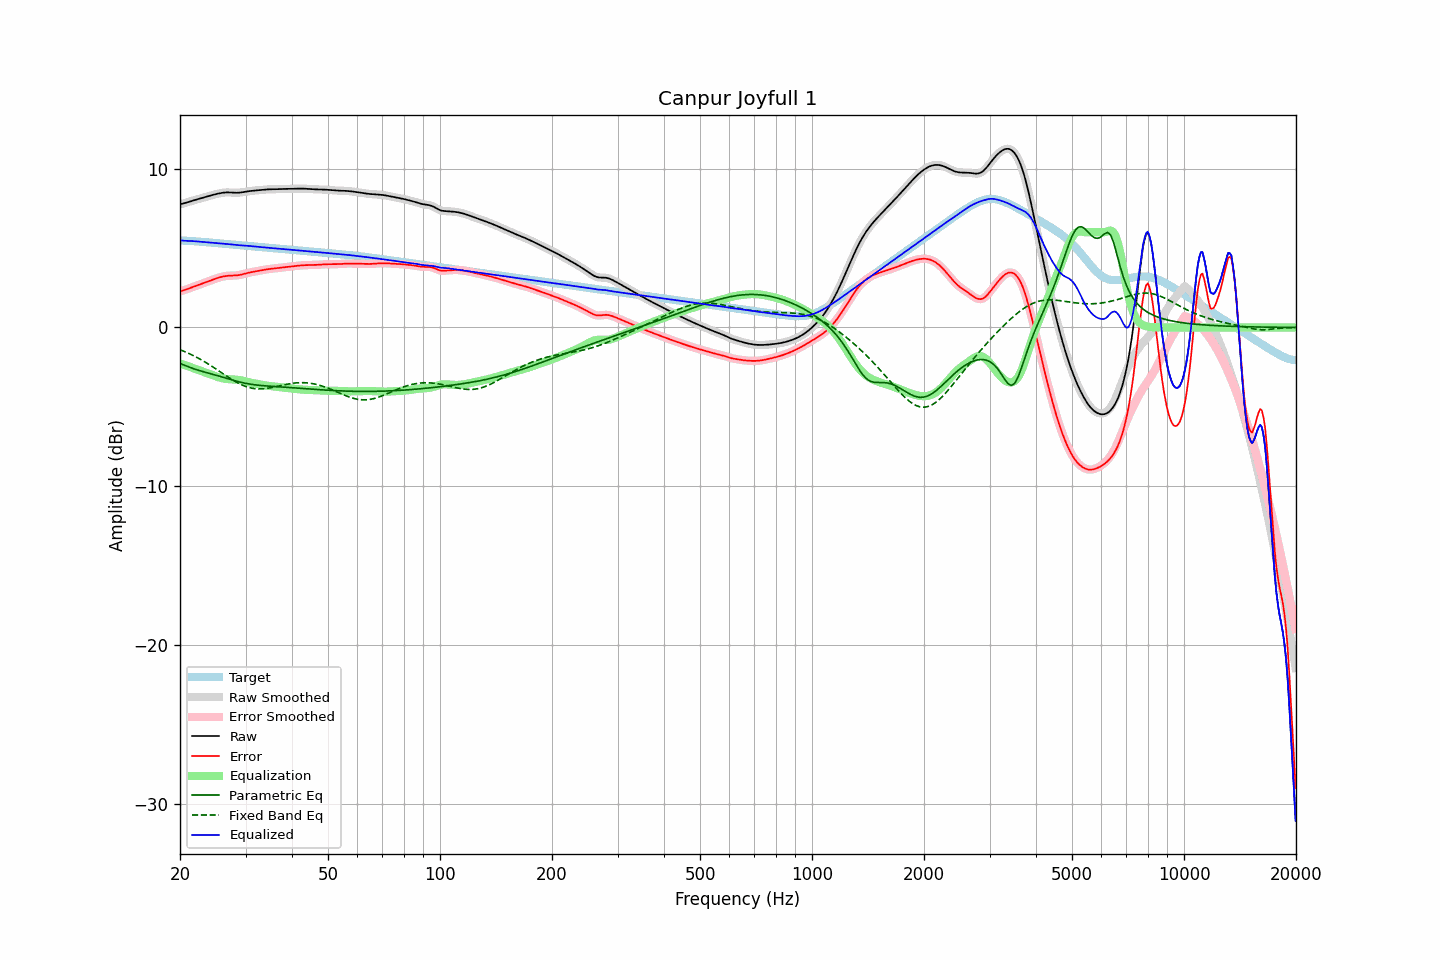 Canpur Joyfull 1
Amplitude (dBr)
10
0
−10
−20
−30
Target
Raw Smoothed
Error Smoothed
Raw
Error
Equalization
Parametric Eq
Fixed Band Eq
Equalized
20 50 100 200 500 1000 2000 5000 10000 20000
Frequency (Hz)